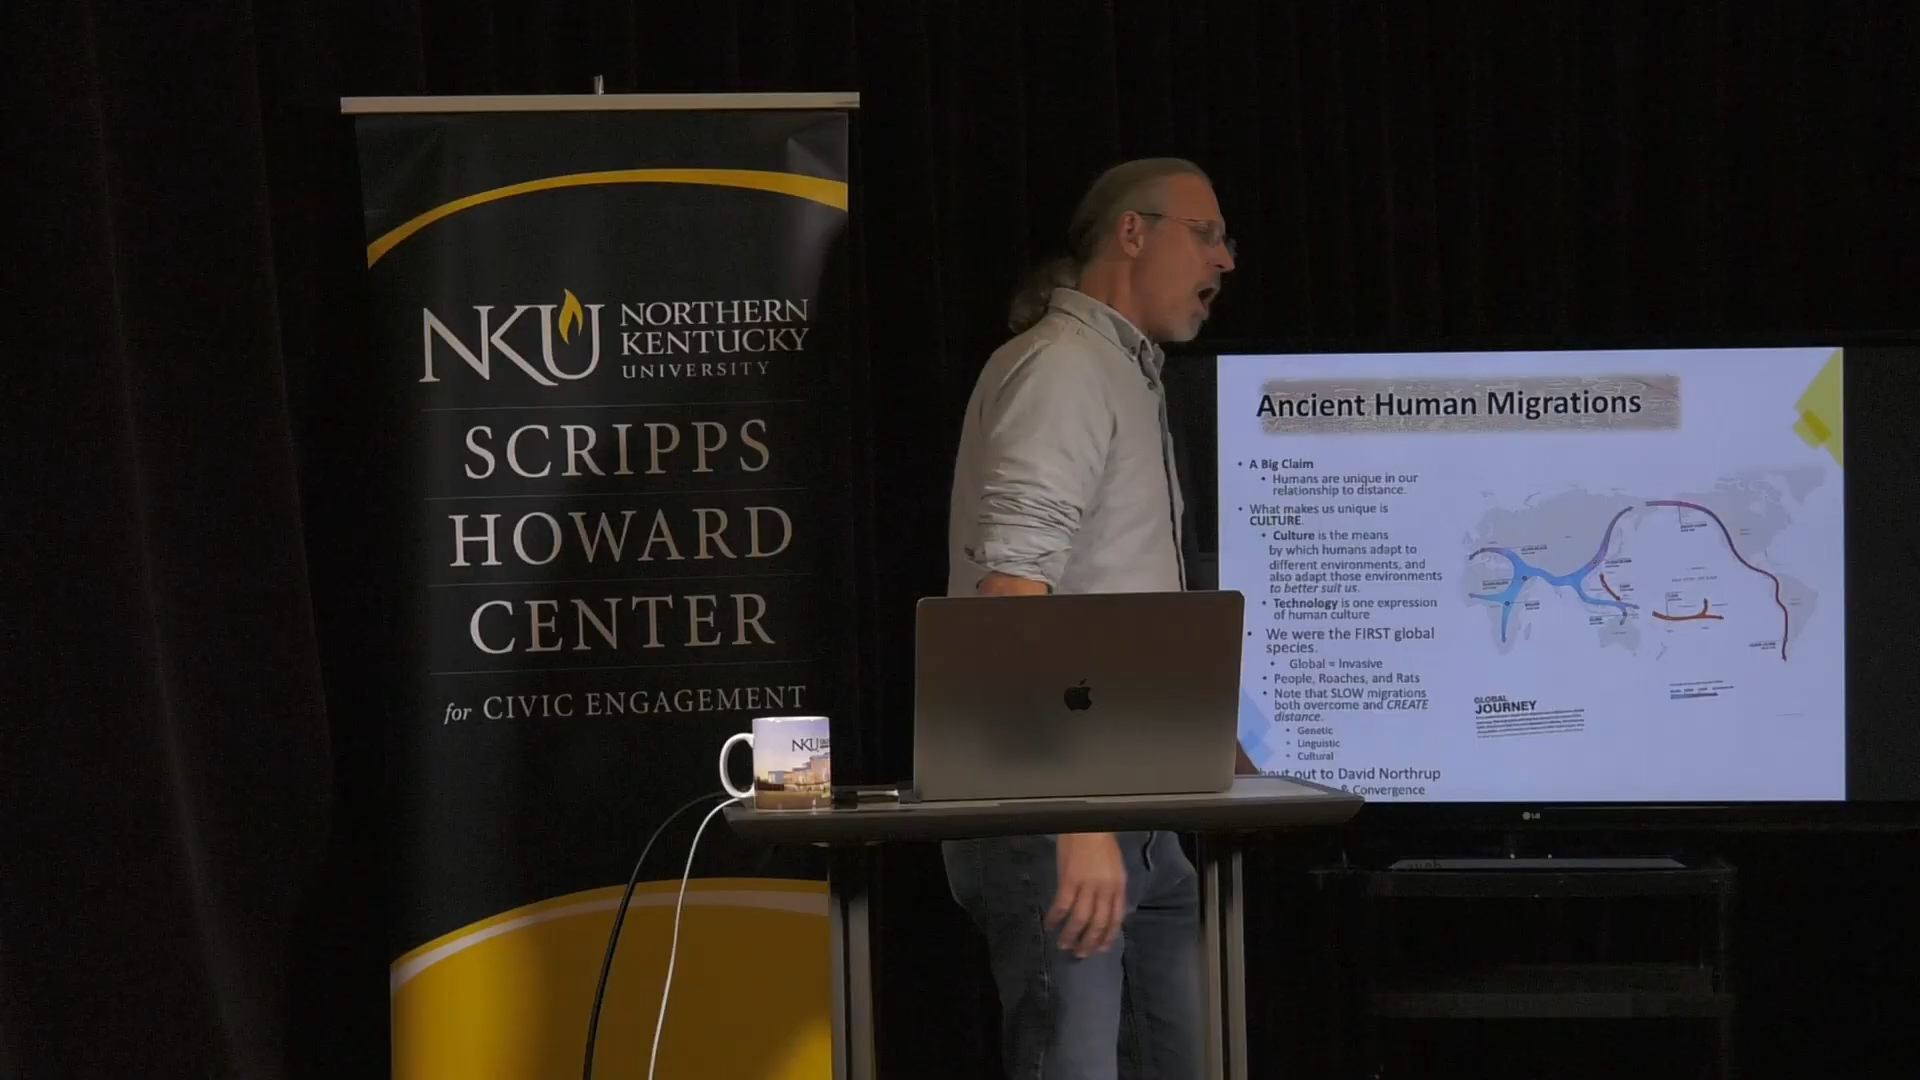 NKU NORTHERN
KENTUCKY
UNIVERSITY
SCRIPPS
HOWARD
CENTER
for CIVIC ENGAGEMENT
NKU
Ancient Human Migrations
• A Big Claim
• Humans are unique in our
relationship to distance.
• What makes us unique is
CULTURE.
• Culture is the means
by which humans adapt to
different environments, and
also adapt those environments
to better suit us.
• Technology is one expression
of human culture
• We were the FIRST global
species.
• Global = Invasive
• People, Roaches, and Rats
• Note that SLOW migrations
both overcome and CREATE
distance.
• Genetic
• Linguistic
• Cultural
out to David Northrup
& Convergence
GLOBAL
JOURNEY
LG